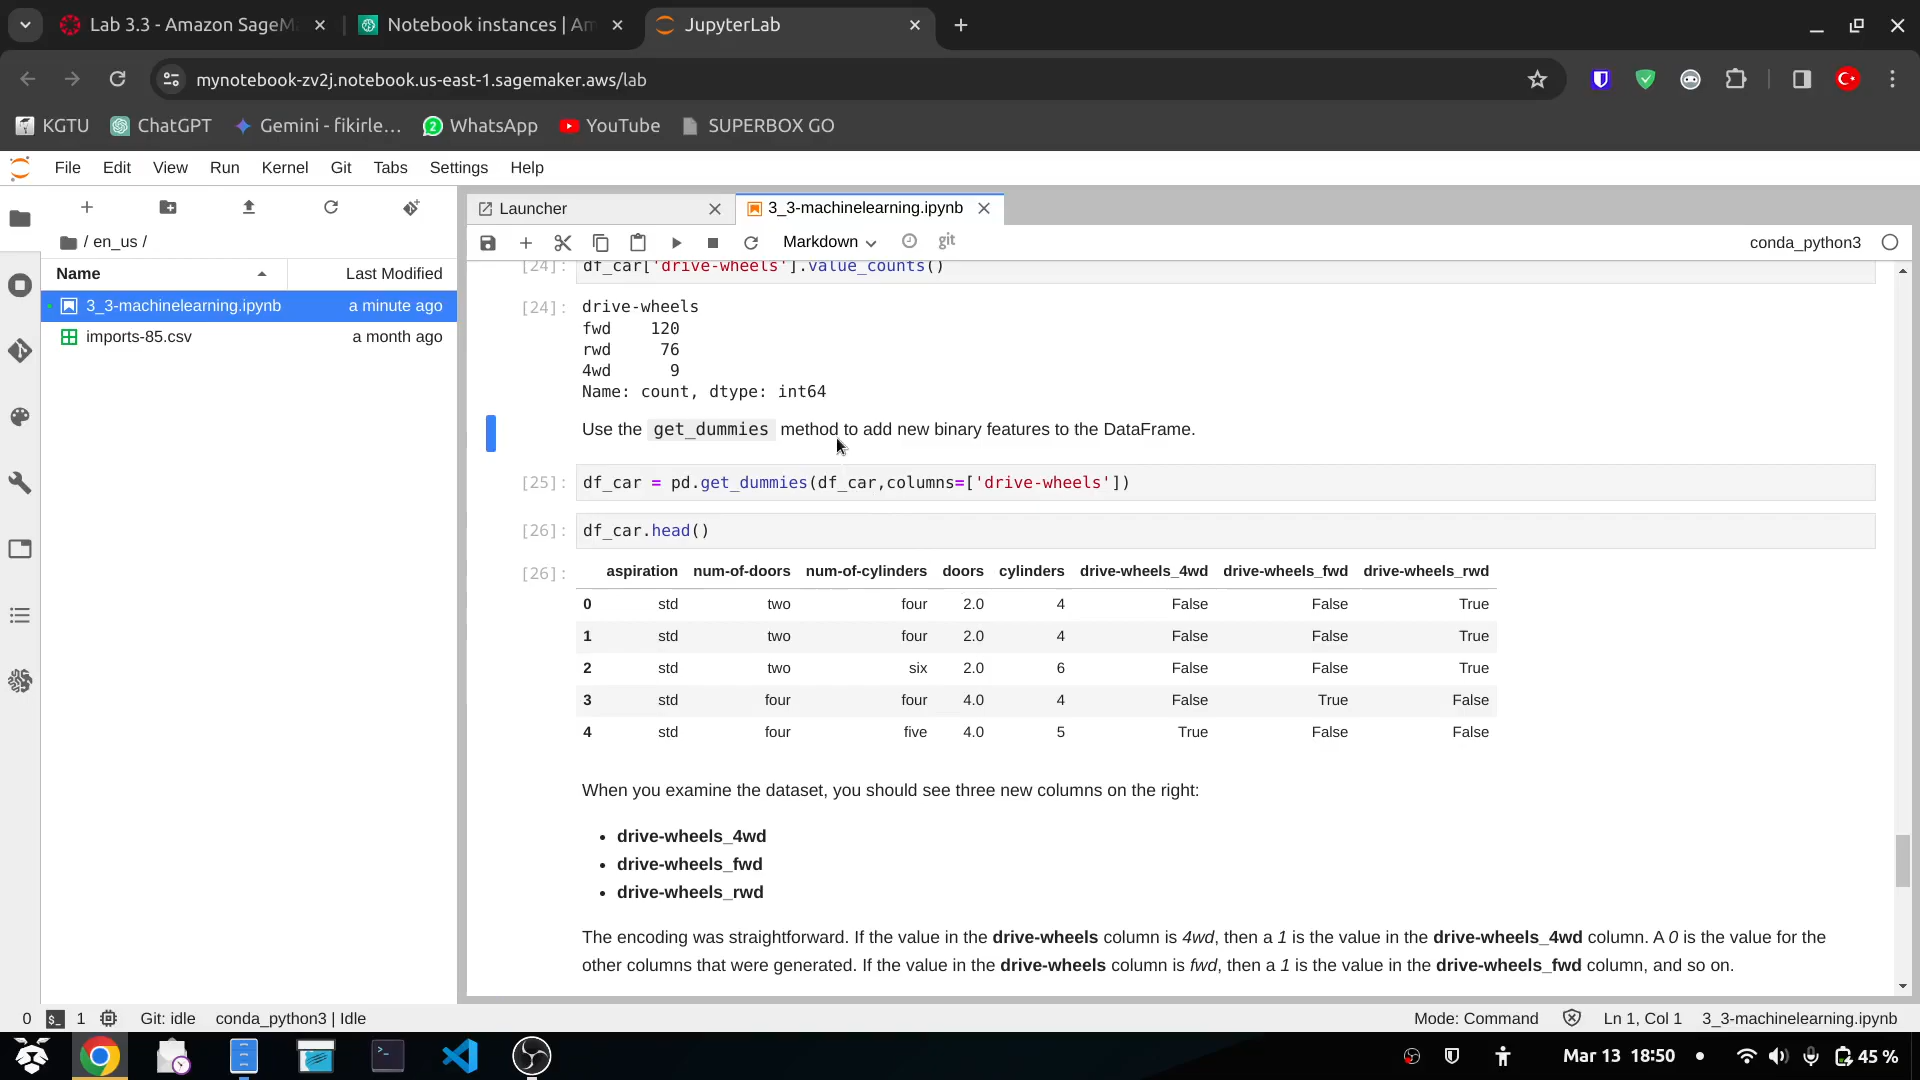 Lab 3.3 - Amazon SageM
Notebook instances | Am
JupyterLab
mynotebook-zv2j.notebook.us-east-1.sagemaker.aws/lab
KGTU
ChatGPT
Gemini - fikirle…
WhatsApp
YouTube
SUPERBOX GO
File Edit View Run Kernel Git Tabs Settings Help
/ en_us /
Name Last Modified
3_3-machinelearning.ipynb a minute ago
imports-85.csv a month ago
Launcher
3_3-machinelearning.ipynb
Markdown
git
conda_python3
[24]: df_car['drive-wheels'].value_counts()
[24]: drive-wheels
fwd 120
rwd 76
4wd 9
Name: count, dtype: int64
Use the get_dummies method to add new binary features to the DataFrame.
[25]: df_car = pd.get_dummies(df_car,columns=['drive-wheels'])
[26]: df_car.head()
[26]: aspiration num-of-doors num-of-cylinders doors cylinders drive-wheels_4wd drive-wheels_fwd drive-wheels_rwd
0 std two four 2.0 4 False False True
1 std two four 2.0 4 False False True
2 std two six 2.0 6 False False True
3 std four four 4.0 4 False True False
4 std four five 4.0 5 True False False
When you examine the dataset, you should see three new columns on the right:
• drive-wheels_4wd
• drive-wheels_fwd
• drive-wheels_rwd
The encoding was straightforward. If the value in the drive-wheels column is 4wd, then a 1 is the value in the drive-wheels_4wd column. A 0 is the value for the
other columns that were generated. If the value in the drive-wheels column is fwd, then a 1 is the value in the drive-wheels_fwd column, and so on.
0 1 Git: idle conda_python3 | Idle
Mode: Command Ln 1, Col 1 3_3-machinelearning.ipynb
Mar 13 18:50
45 %